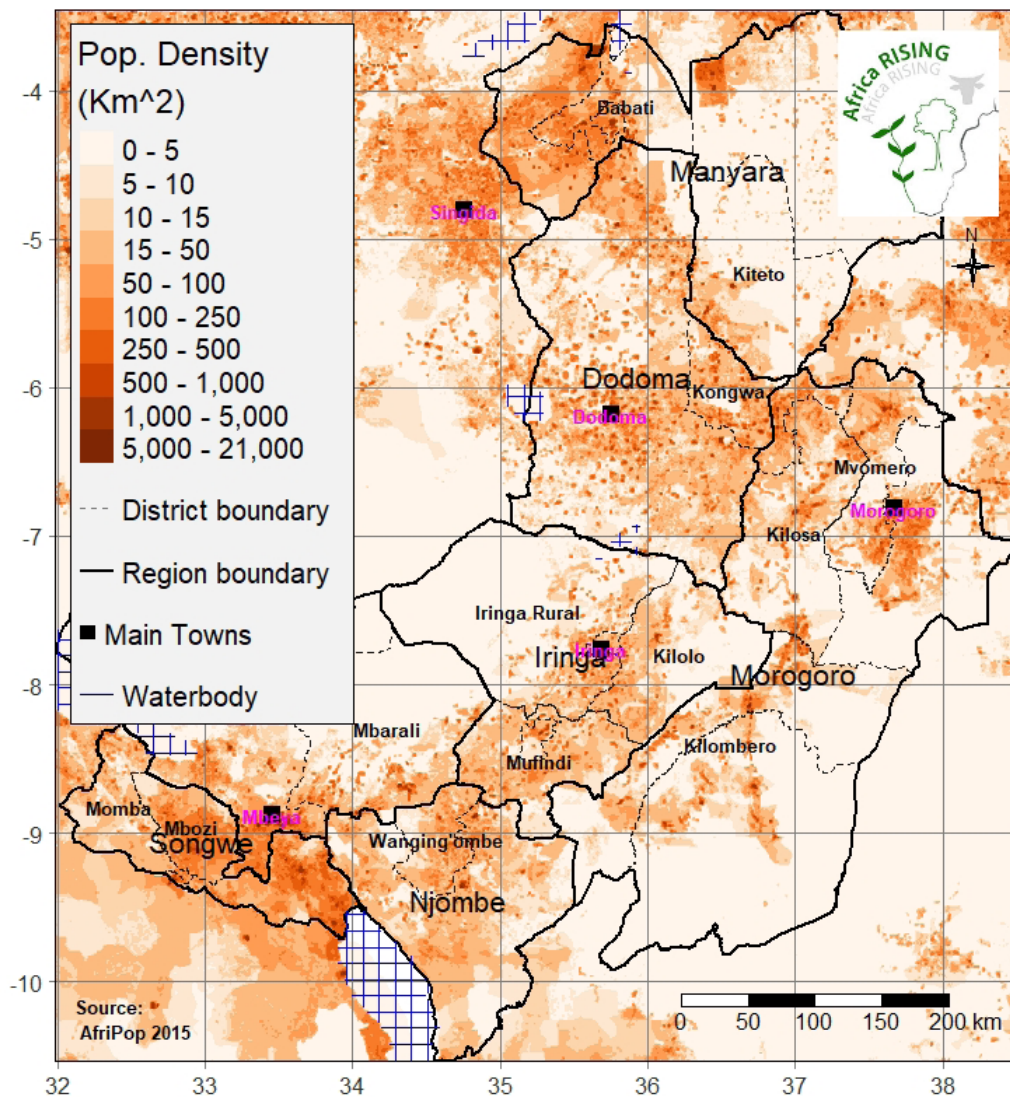 Pop. Density
(Km^2)
0 - 5
5 - 10
10 - 15
15 - 50
50 - 100
100 - 250
250 - 500
500 - 1,000
1,000 - 5,000
5,000 - 21,000
District boundary
Region boundary
Main Towns
Waterbody
Africa RISING
Africa RISING
N
Babati
Manyara
Singida
Kiteto
Dodoma
Kongwa
Dodoma
Mvomero
Morogoro
Kilosa
Iringa Rural
Iringa
Iringa
Kilolo
Morogoro
Mbarali
Kilombero
Mufindi
Momba
Mbeya
Mbozi
Songwe
Wanging'ombe
Njombe
Source:
AfriPop 2015
0 50 100 150 200 km
-4
-5
-6
-7
-8
-9
-10
32 33 34 35 36 37 38